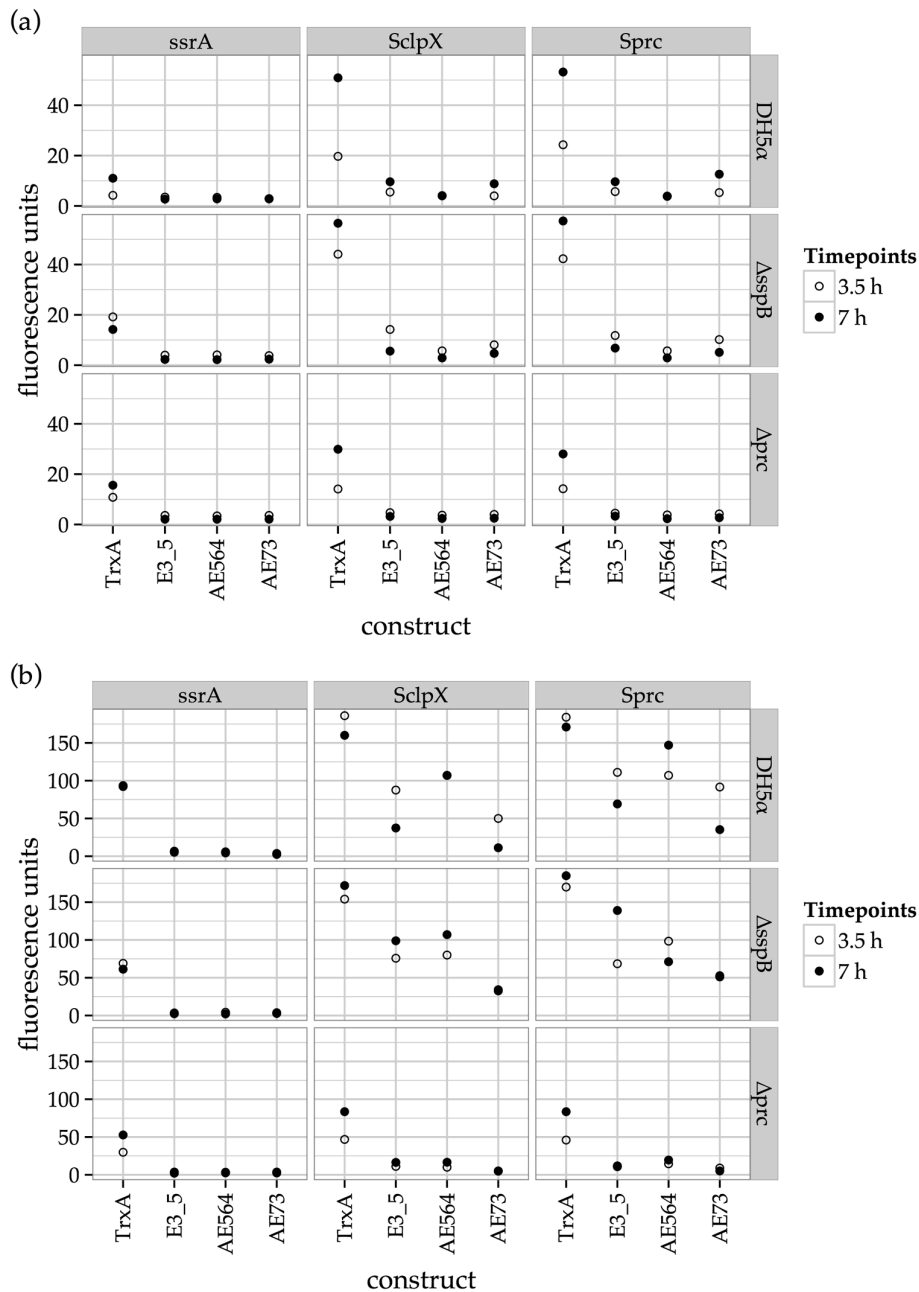 (a)
ssrA SclpX Sprc
40
20
0
DH5α
40
20
0
ΔsspB
40
20
0
Δprc
fluorescence units
Timepoints
3.5 h
7 h
TrxA E3_5 AE564 AE73 TrxA E3_5 AE564 AE73 TrxA E3_5 AE564 AE73
construct
(b)
ssrA SclpX Sprc
150
100
50
0
DH5α
150
100
50
0
ΔsspB
150
100
50
0
Δprc
fluorescence units
Timepoints
3.5 h
7 h
TrxA E3_5 AE564 AE73 TrxA E3_5 AE564 AE73 TrxA E3_5 AE564 AE73
construct